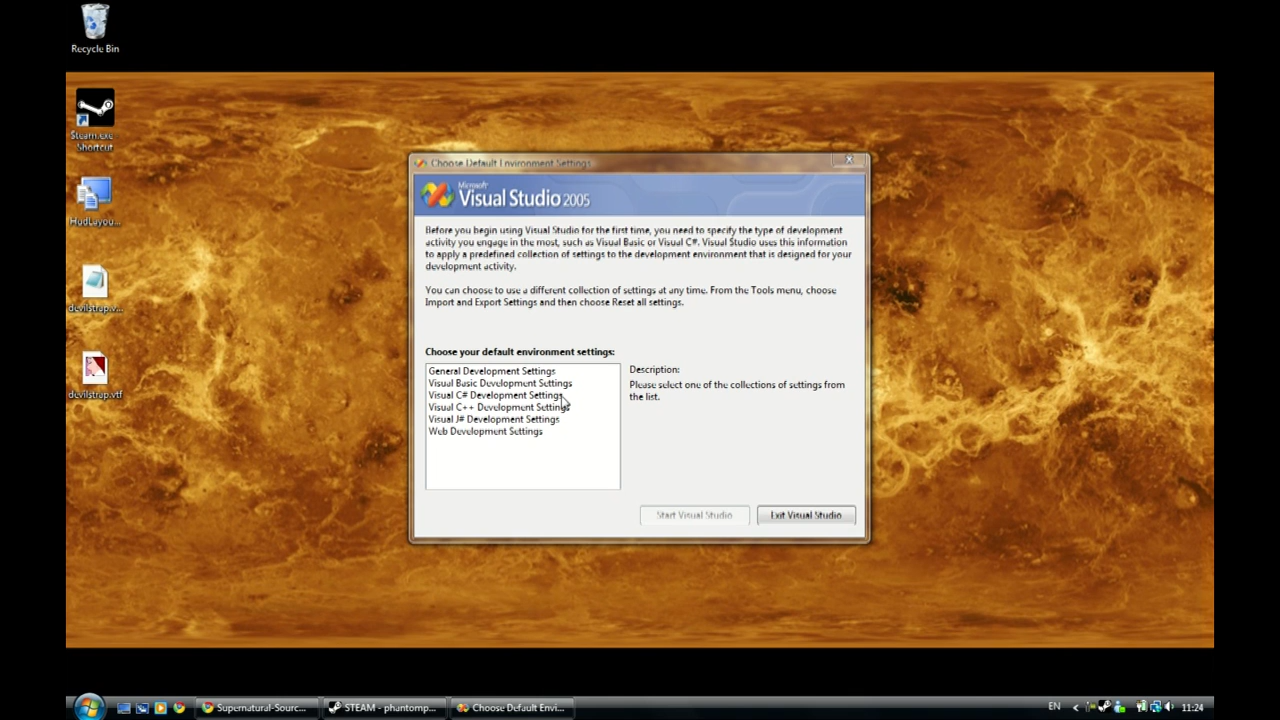 Recycle Bin
Steam.exe
Shortcut
HudLayou...
devilstrap.v...
devilstrap.vtf
Choose Default Environment Settings
Microsoft
Visual Studio 2005
Before you begin using Visual Studio for the first time, you need to specify the type of development
activity you engage in the most, such as Visual Basic or Visual C#. Visual Studio uses this information
to apply a predefined collection of settings to the development environment that is designed for your
development activity.
You can choose to use a different collection of settings at any time. From the Tools menu, choose
Import and Export Settings and then choose Reset all settings.
Choose your default environment settings:
General Development Settings
Visual Basic Development Settings
Visual C# Development Settings
Visual C++ Development Settings
Visual J# Development Settings
Web Development Settings
Description:
Please select one of the collections of settings from
the list.
Start Visual Studio
Exit Visual Studio
Supernatural-Sourc...
STEAM - phantomp...
Choose Default Envi...
EN
11:24